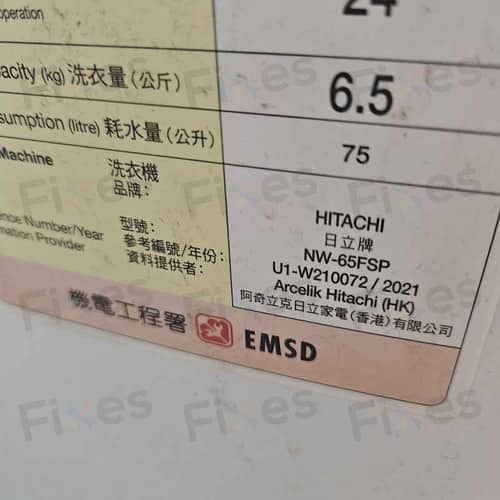 operation
24
acity (kg) 洗衣量(公斤)
6.5
sumption (litre) 耗水量(公升)
75
Machine
洗衣機
品牌:
HITACHI
日立牌
ence Number/Year
mation Provider
型號:
參考編號/年份:
資料提供者:
NW-65FSP
U1-W210072 / 2021
Arcelik Hitachi (HK)
阿奇立克日立家電(香港)有限公司
機電工程署 EMSD
Fixes